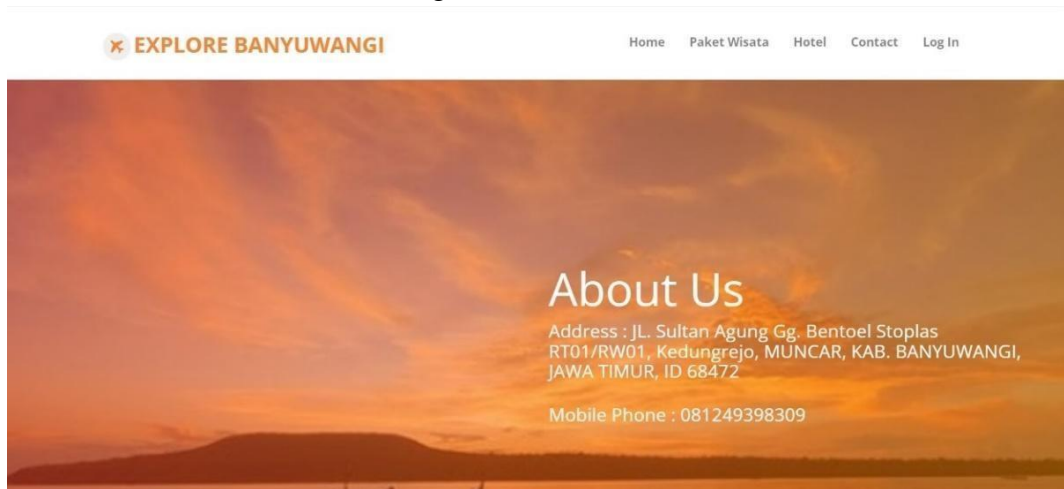 EXPLORE BANYUWANGI
Home Paket Wisata Hotel Contact Log In
About Us
Address : JL. Sultan Agung Gg. Bentoel Stoplas
RT01/RW01, Kedungrejo, MUNCAR, KAB. BANYUWANGI,
JAWA TIMUR, ID 68472
Mobile Phone : 081249398309